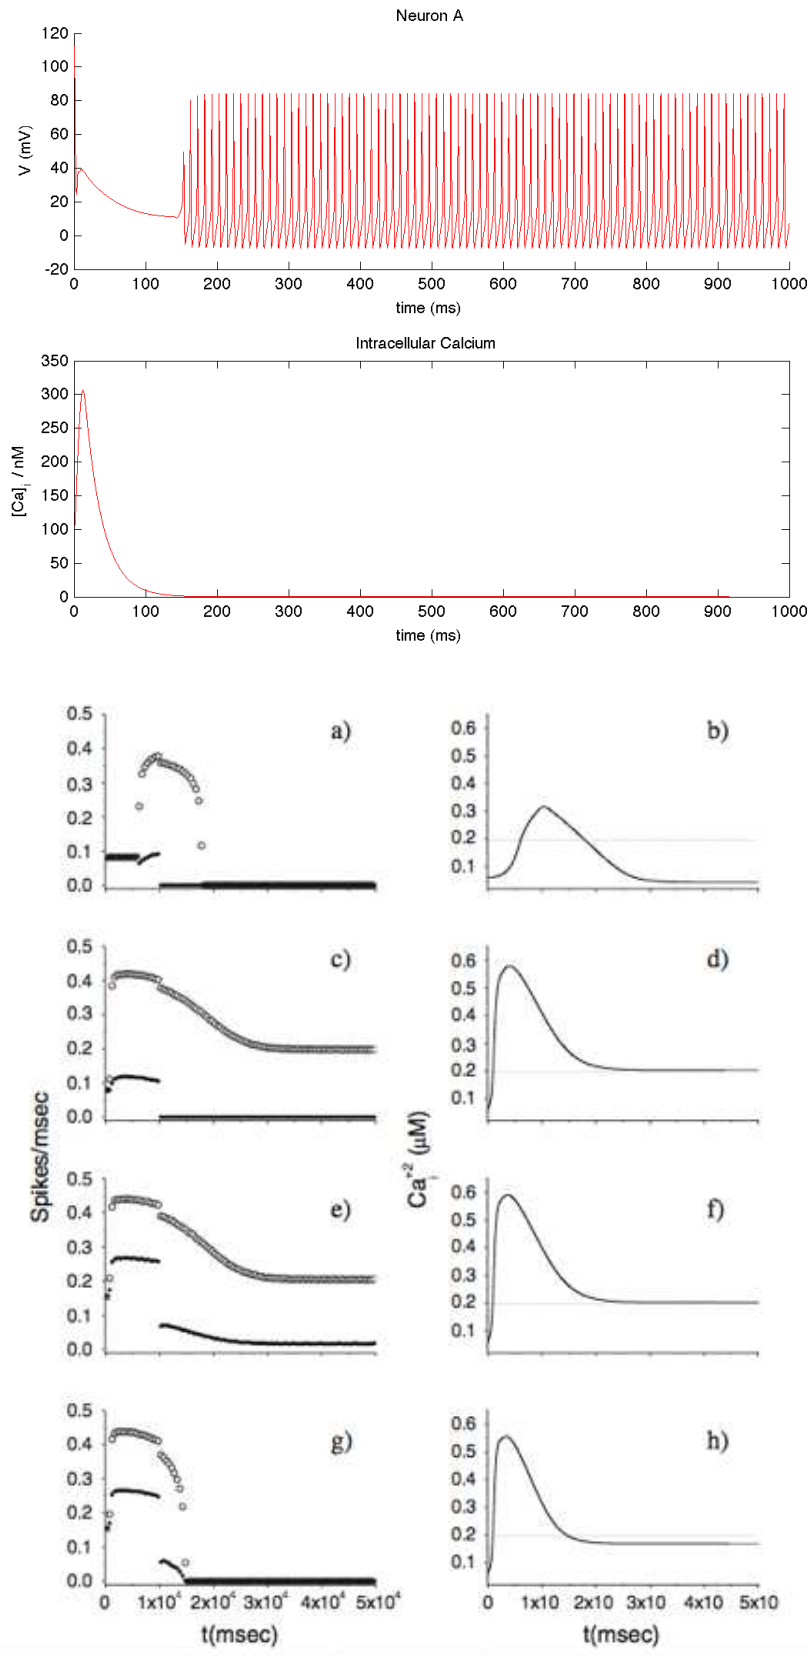 Neuron A
120
100
80
60
40
20
0
-20
V (mV)
0 100 200 300 400 500 600 700 800 900 1000
time (ms)
Intracellular Calcium
350
300
250
200
150
100
50
0
[Ca]i / nM
0 100 200 300 400 500 600 700 800 900 1000
time (ms)
a)
0.5
0.4
0.3
0.2
0.1
0.0
b)
0.6
0.5
0.4
0.3
0.2
0.1
c)
0.5
0.4
0.3
0.2
0.1
0.0
d)
0.6
0.5
0.4
0.3
0.2
0.1
Spikes/msec
Ca i +2 (µM)
e)
0.5
0.4
0.3
0.2
0.1
0.0
f)
0.6
0.5
0.4
0.3
0.2
0.1
g)
0.5
0.4
0.3
0.2
0.1
0.0
h)
0.6
0.5
0.4
0.3
0.2
0.1
0 1x10⁴ 2x10⁴ 3x10⁴ 4x10⁴ 5x10⁴
t(msec)
0 1x10 2x10 3x10 4x10 5x10
t(msec)